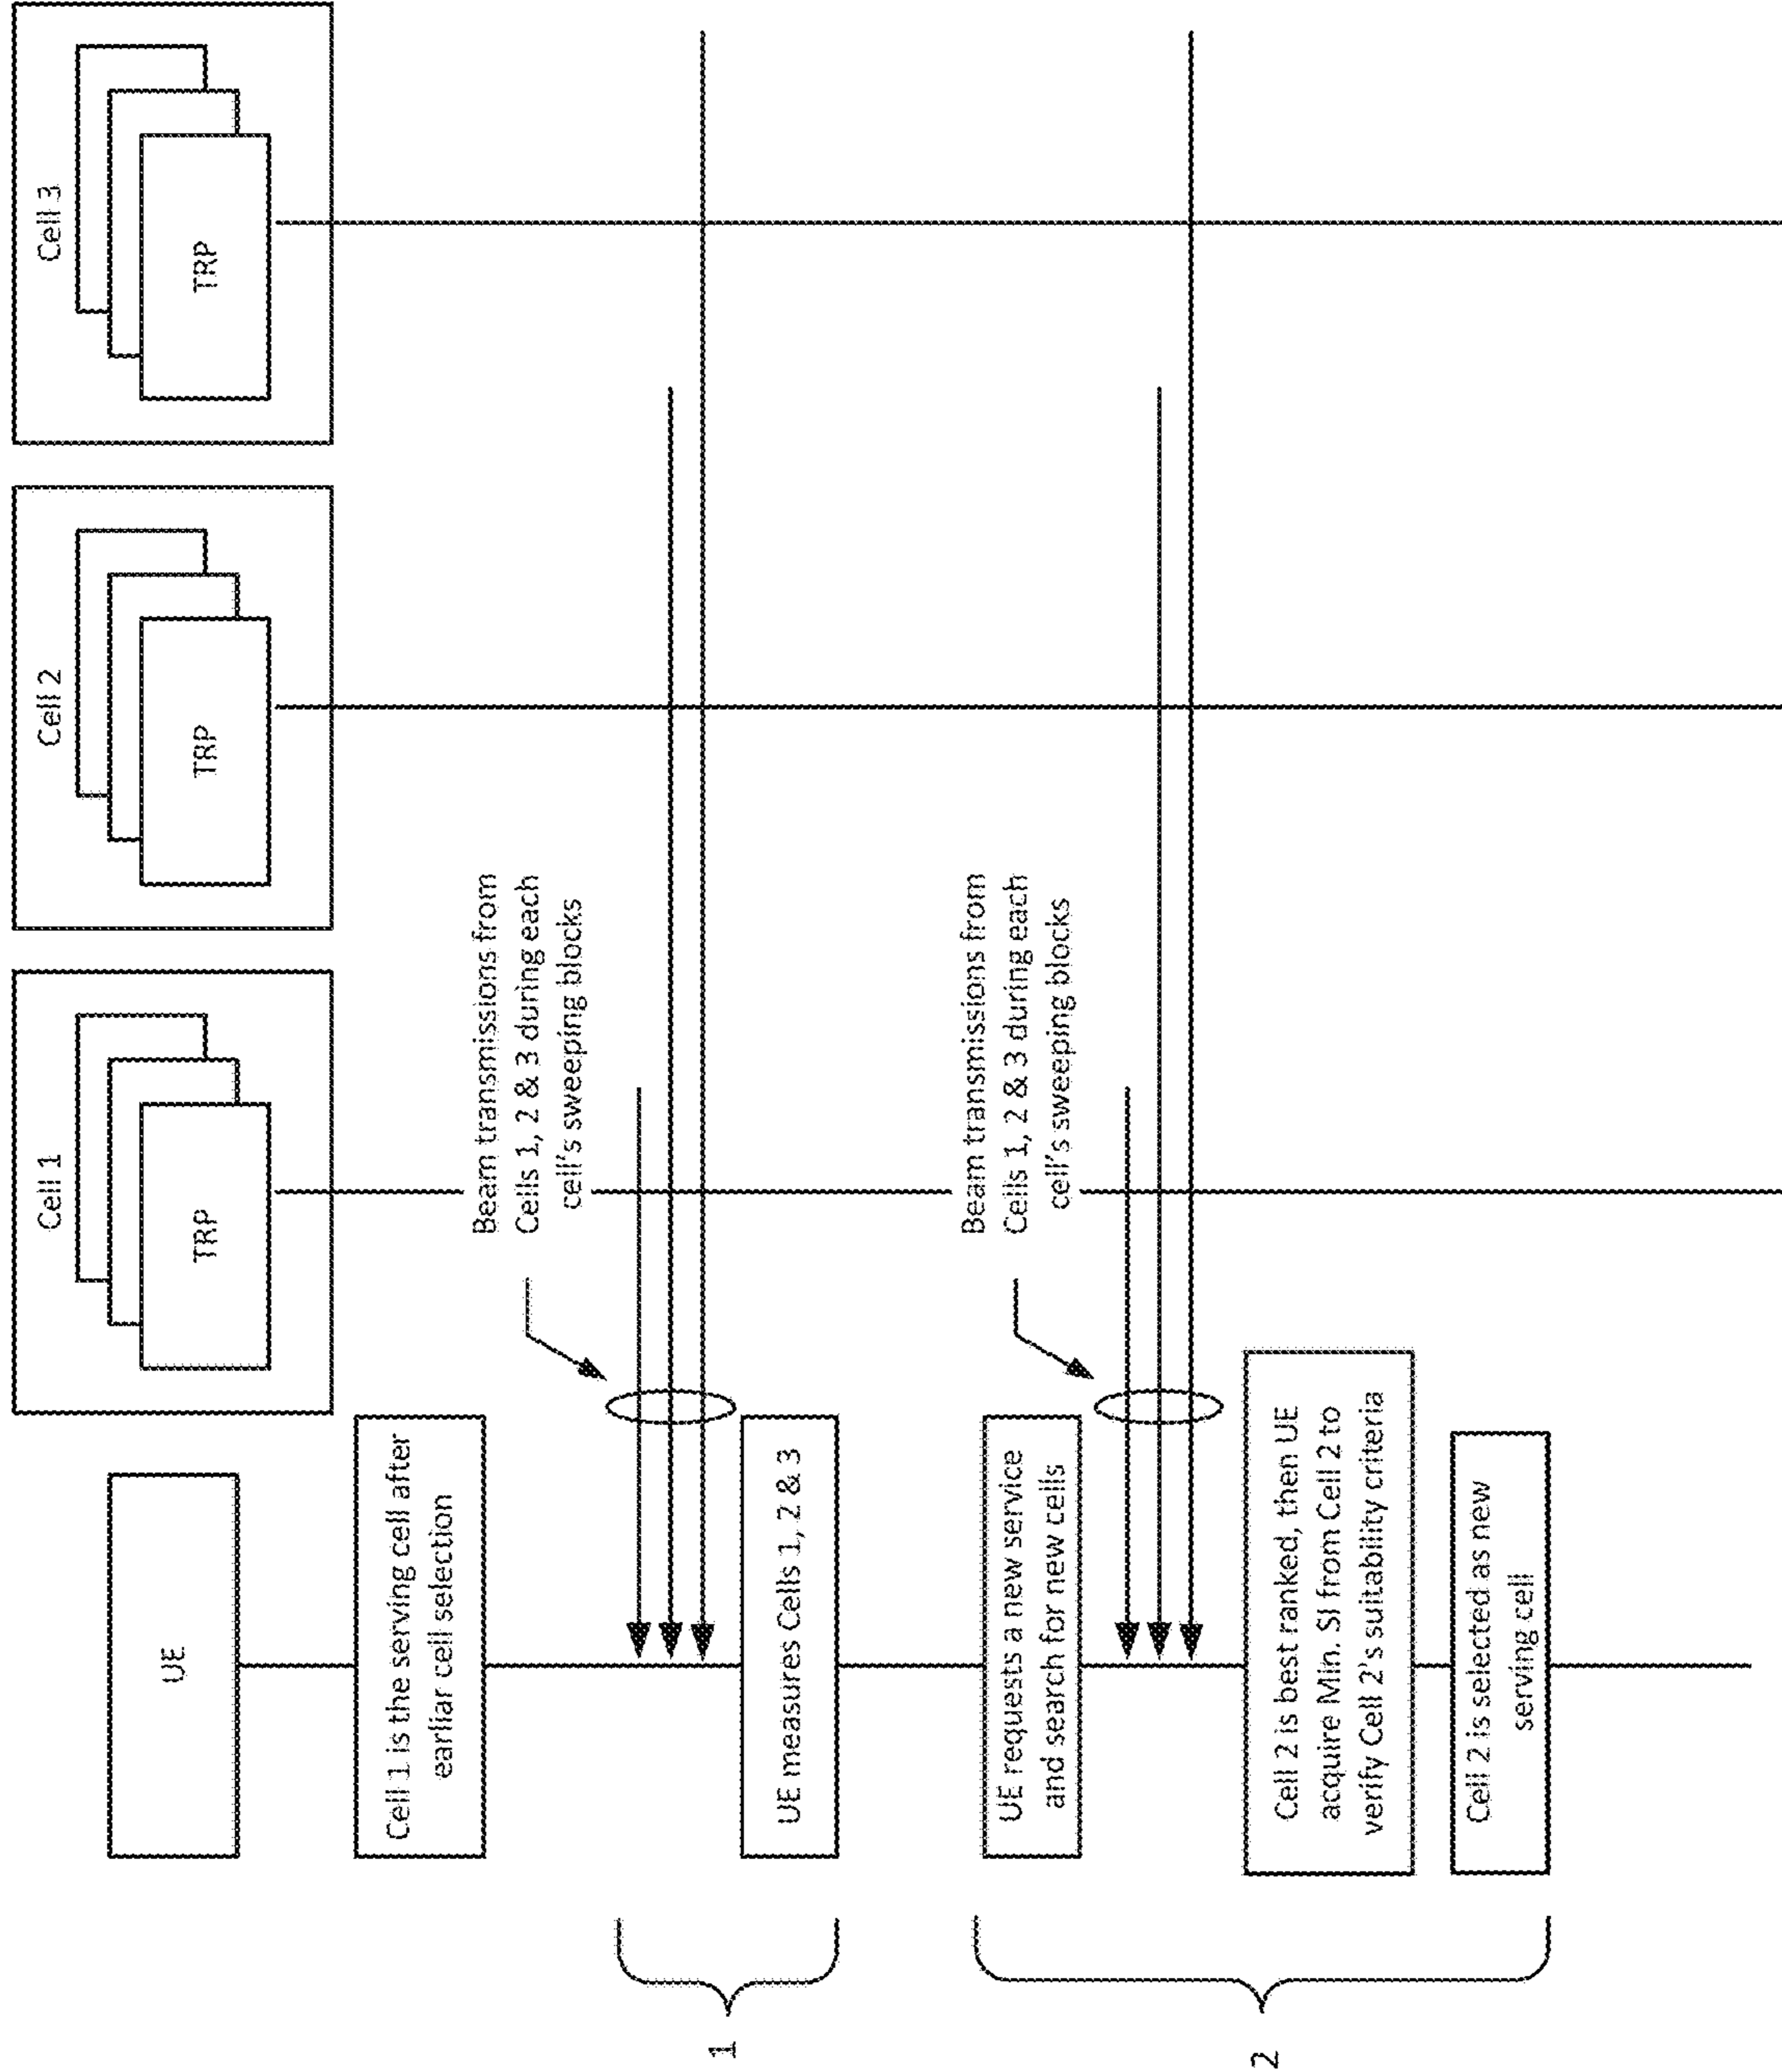 UE
Cell 1
TRP
Cell 2
TRP
Cell 3
TRP
Cell 1 is the serving cell after
earliar cell selection
Beam transmissions from
Cells 1, 2 & 3 during each
cell's sweeping blocks
1
UE measures Cells 1, 2 & 3
2
UE requests a new service
and search for new cells
Beam transmissions from
Cells 1, 2 & 3 during each
cell's sweeping blocks
Cell 2 is best ranked, then UE
acquire Min. SI from Cell 2 to
verify Cell 2's suitability criteria
Cell 2 is selected as new
serving cell